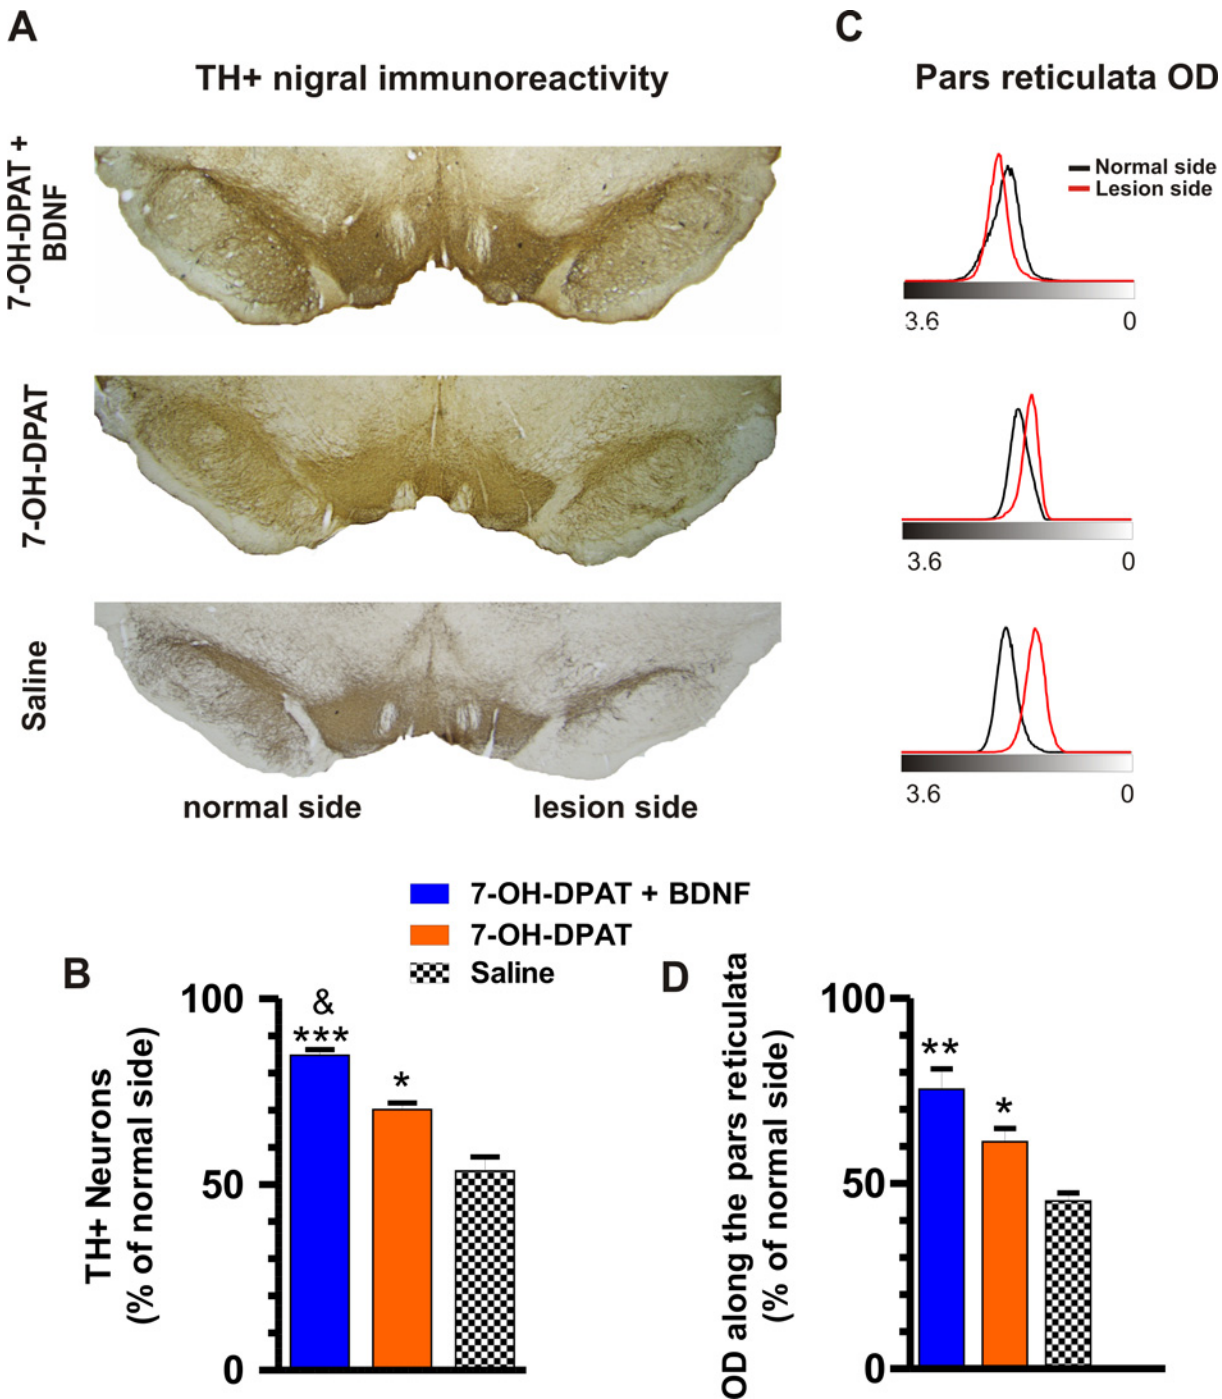 A
C
TH+ nigral immunoreactivity
Pars reticulata OD
7-OH-DPAT +
BDNF
Normal side
Lesion side
3.6
0
7-OH-DPAT
3.6
0
Saline
3.6
0
normal side
lesion side
7-OH-DPAT + BDNF
7-OH-DPAT
Saline
B
TH+ Neurons
(% of normal side)
100
50
0
&
***
*
D
OD along the pars reticulata
(% of normal side)
100
50
0
**
*